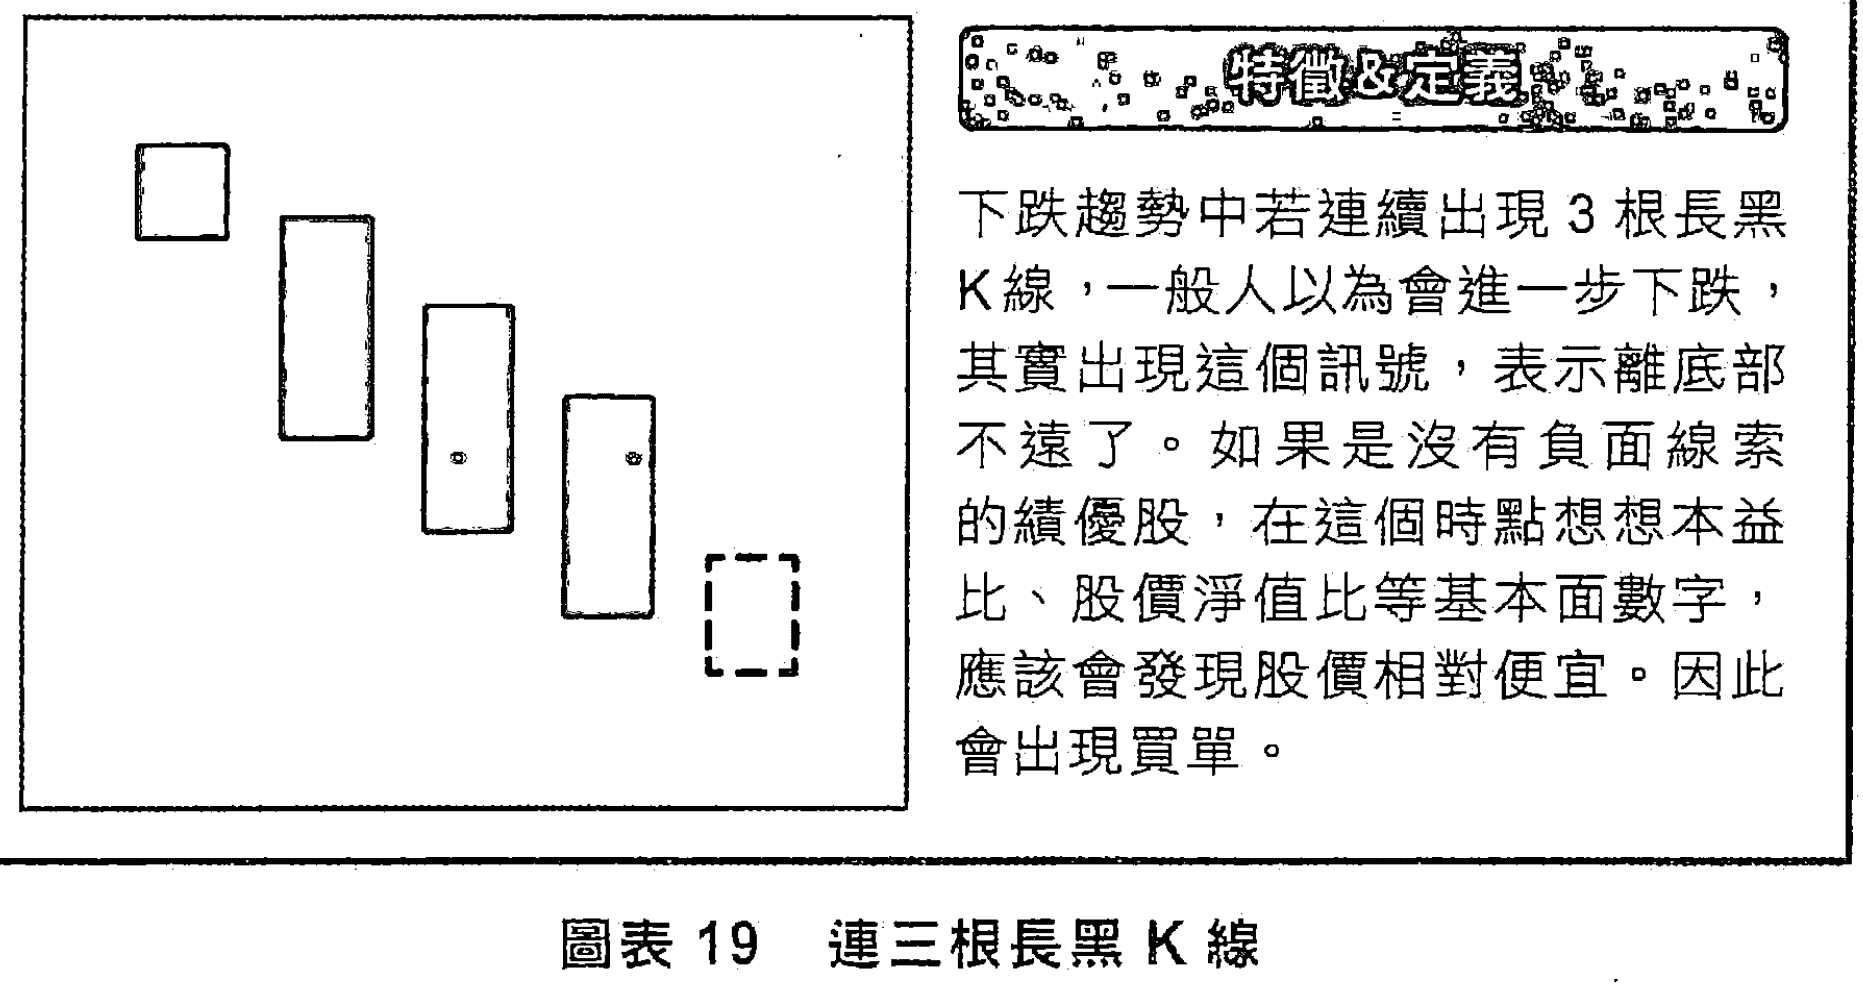 特徵&定義
下跌趨勢中若連續出現3根長黑
K線，一般人以為會進一步下跌，
其實出現這個訊號，表示離底部
不遠了。如果是沒有負面線索
的績優股，在這個時點想想本益
比、股價淨值比等基本面數字，
應該會發現股價相對便宜。因此
會出現買單。
圖表 19　連三根長黑 K 線